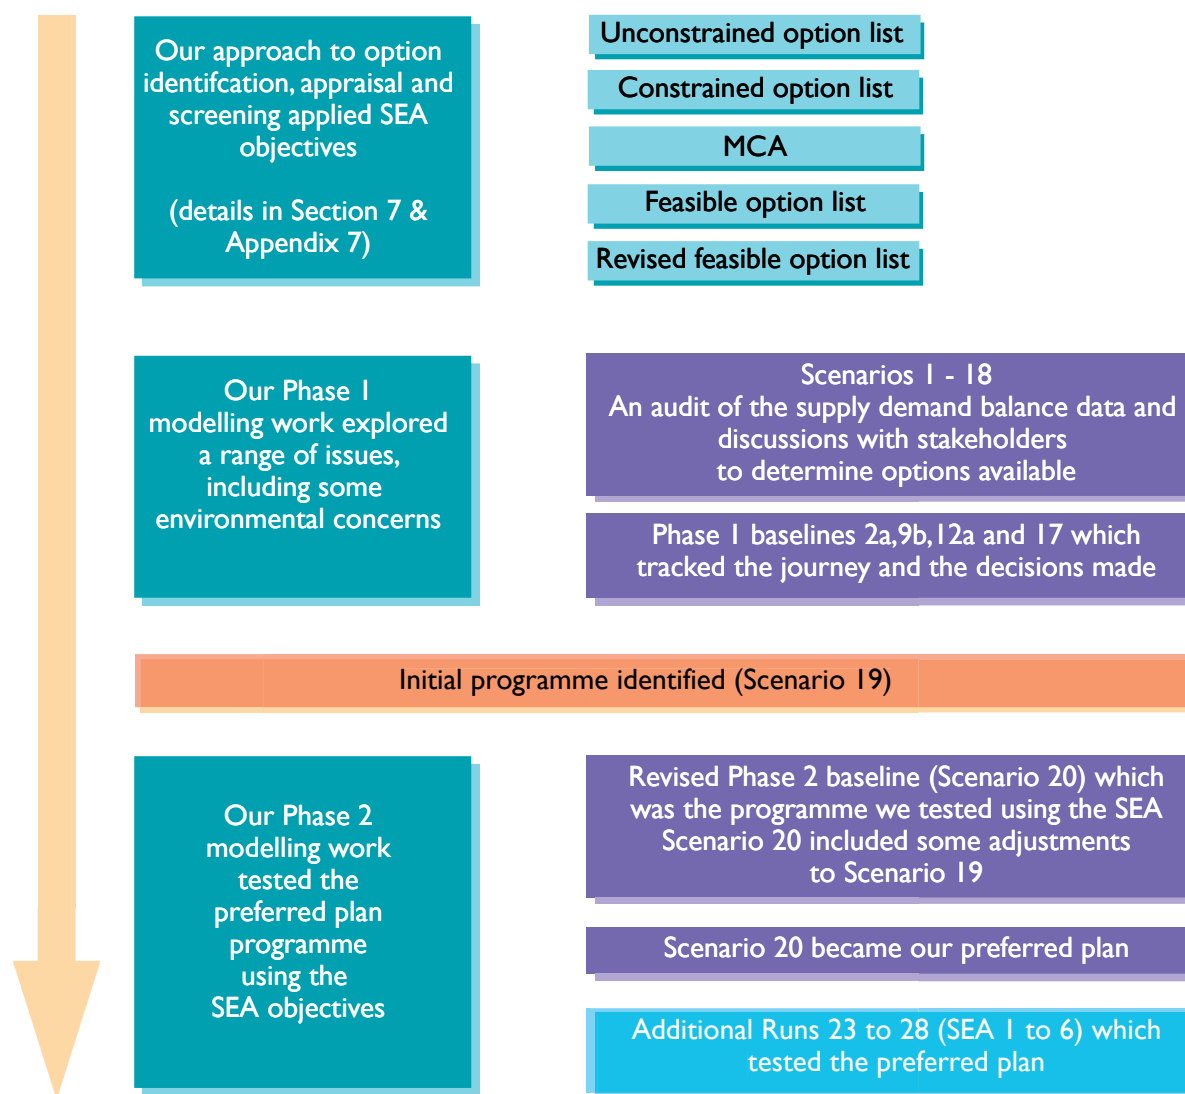 Our approach to option
identifcation, appraisal and
screening applied SEA
objectives
(details in Section 7 &
Appendix 7)
Unconstrained option list
Constrained option list
MCA
Feasible option list
Revised feasible option list
Our Phase 1
modelling work explored
a range of issues,
including some
environmental concerns
Scenarios 1 - 18
An audit of the supply demand balance data and
discussions with stakeholders
to determine options available
Phase 1 baselines 2a,9b,12a and 17 which
tracked the journey and the decisions made
Initial programme identified (Scenario 19)
Our Phase 2
modelling work
tested the
preferred plan
programme
using the
SEA objectives
Revised Phase 2 baseline (Scenario 20) which
was the programme we tested using the SEA
Scenario 20 included some adjustments
to Scenario 19
Scenario 20 became our preferred plan
Additional Runs 23 to 28 (SEA 1 to 6) which
tested the preferred plan